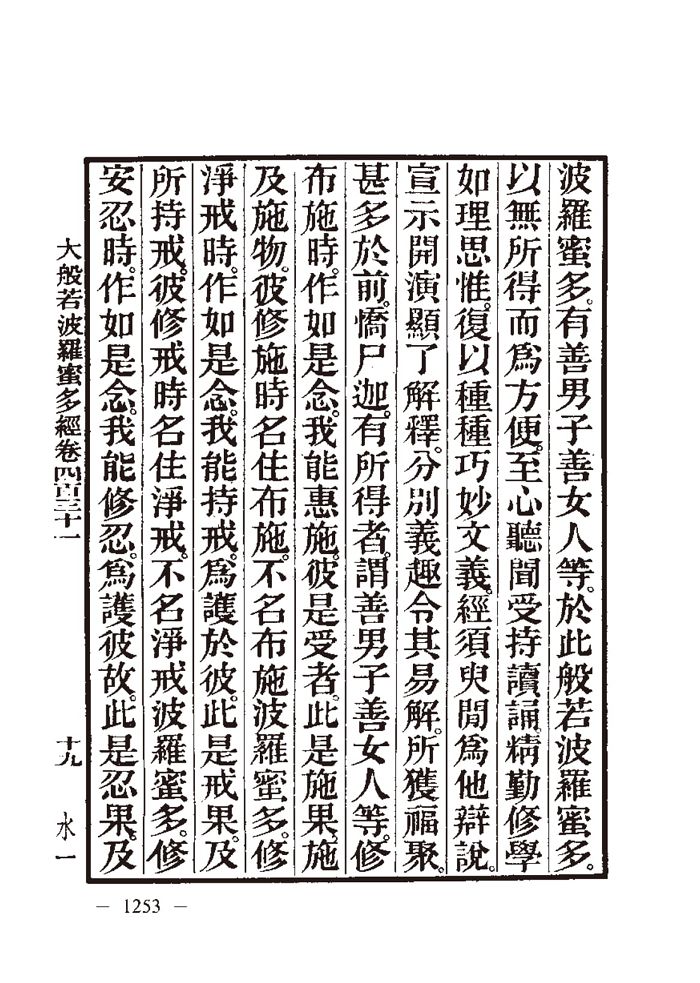 波羅蜜多。有善男子善女人等。於此般若波羅蜜多。
以無所得而爲方便。至心聽聞受持讀誦。精勤修學
如理思惟。復以種種巧妙文義。經須臾閒爲他辯說。
宣示開演顯了解釋。分別義趣令其易解。所獲福聚。
甚多於前。憍尸迦。有所得者。謂善男子善女人等。修
布施時。作如是念。我能惠施。彼是受者。此是施果。施
及施物。彼修施時名住布施。不名布施波羅蜜多。修
淨戒時。作如是念。我能持戒。爲護於彼。此是戒果。及
所持戒。彼修戒時名住淨戒。不名淨戒波羅蜜多。修
安忍時。作如是念。我能修忍。爲護彼故。此是忍果。及
大般若波羅蜜多經卷四百三十一 十九 水一
— 1253 —